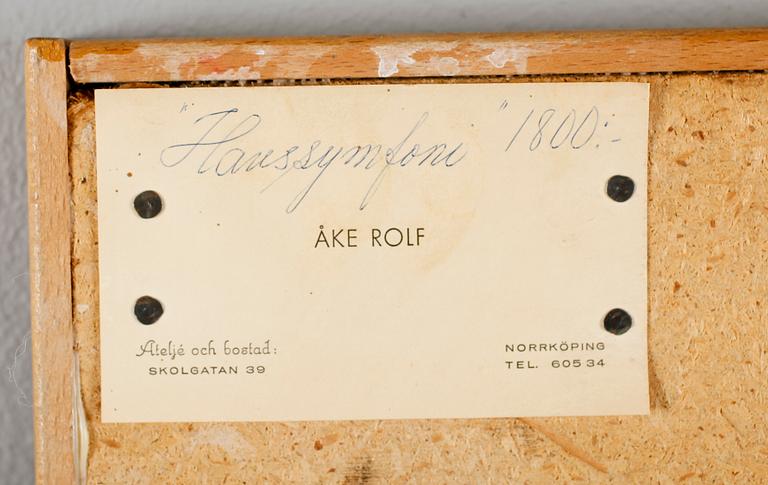 "Havssymfoni" 1800:-
ÅKE ROLF
Ateljé och bostad:
SKOLGATAN 39
NORRKÖPING
TEL. 605 34